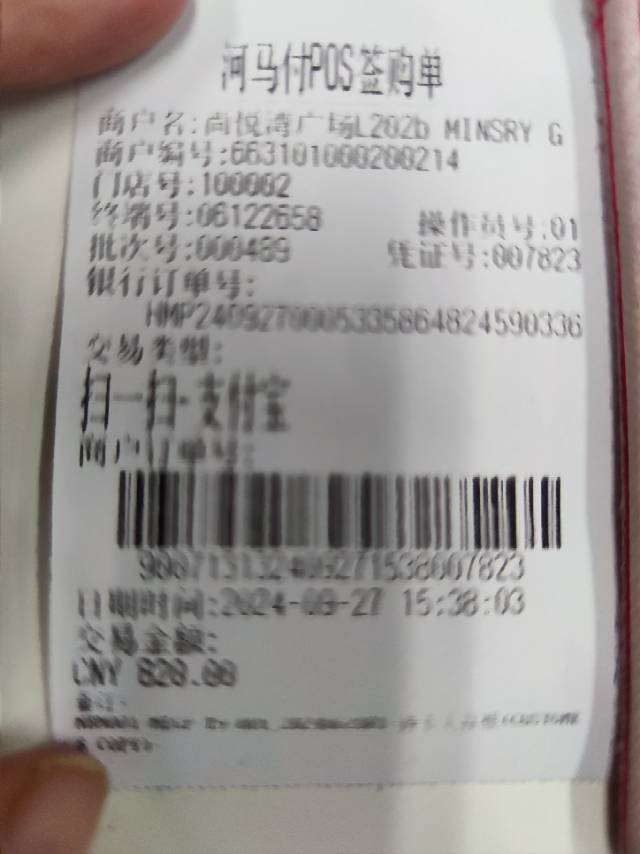 河马付POS签购单
商户名:尚悦湾广场L202b MINSRY G
商户编号:663101000200214
门店号:100002
终端号:06122658 操作员号:01
批次号:000489 凭证号:007823
银行订单号:
HMP2409270005335864824590336
交易类型:
扫一扫-支付宝
商户订单号:
900713132409271538007823
日期时间:2024-09-27 15:38:03
交易金额:
CNY 820.00
备注: